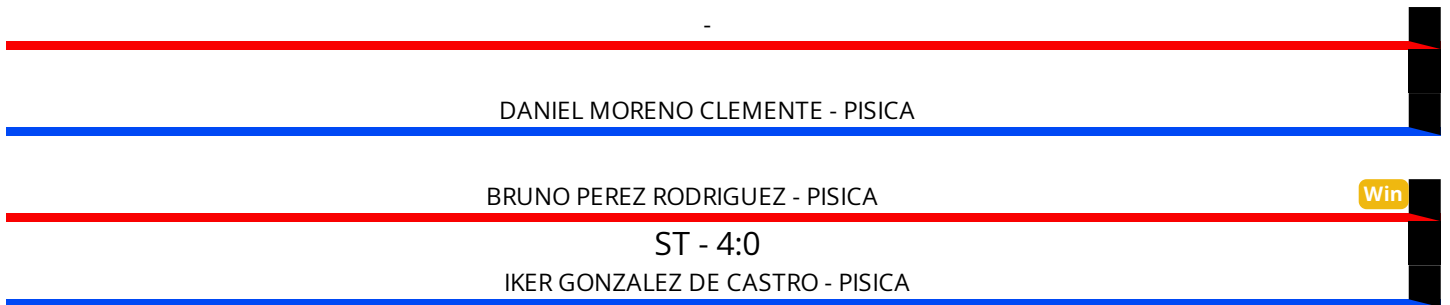 -
DANIEL MORENO CLEMENTE - PISICA
BRUNO PEREZ RODRIGUEZ - PISICA Win
ST - 4:0
IKER GONZALEZ DE CASTRO - PISICA